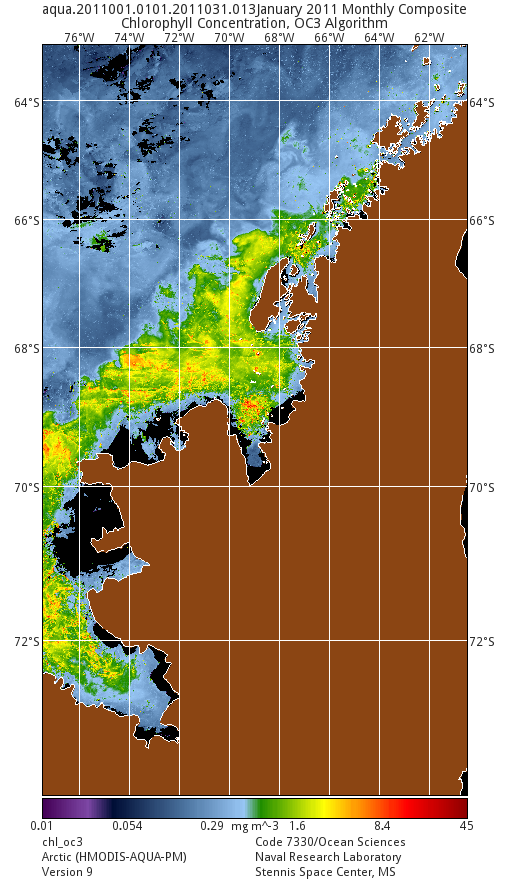 aqua.2011001.0101.2011031.013January 2011 Monthly Composite
Chlorophyll Concentration, OC3 Algorithm
76°W 74°W 72°W 70°W 68°W 66°W 64°W 62°W
64°S 64°S
66°S 66°S
68°S 68°S
70°S 70°S
72°S 72°S
0.01 0.054 0.29 mg m^-3 1.6 8.4 45
chl_oc3 Code 7330/Ocean Sciences
Arctic (HMODIS-AQUA-PM) Naval Research Laboratory
Version 9 Stennis Space Center, MS